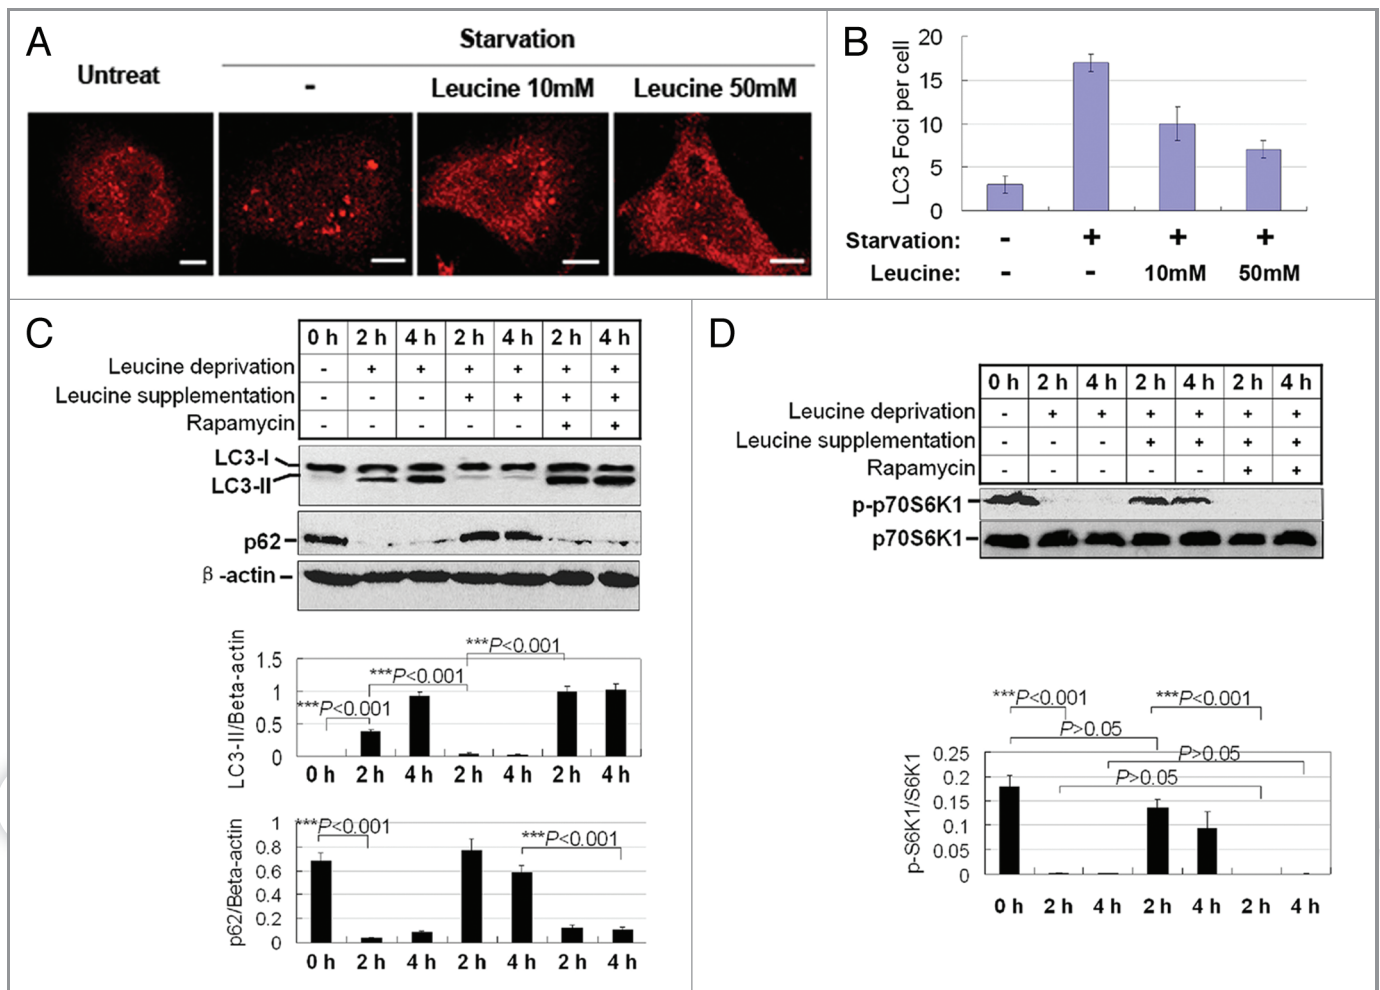 A
Starvation
Untreat
-
Leucine 10mM
Leucine 50mM
B
LC3 Foci per cell
20
15
10
5
0
Starvation: - + + +
Leucine: - - 10mM 50mM
C
0 h 2 h 4 h 2 h 4 h 2 h 4 h
Leucine deprivation - + + + + + +
Leucine supplementation - - - + + + +
Rapamycin - - - - - + +
LC3-I
LC3-II
p62
β-actin
LC3-II/Beta-actin
1.5
1
0.5
0
***P<0.001
***P<0.001
***P<0.001
0 h 2 h 4 h 2 h 4 h 2 h 4 h
p62/Beta-actin
1
0.8
0.6
0.4
0.2
0
***P<0.001
***P<0.001
0 h 2 h 4 h 2 h 4 h 2 h 4 h
D
0 h 2 h 4 h 2 h 4 h 2 h 4 h
Leucine deprivation - + + + + + +
Leucine supplementation - - - + + + +
Rapamycin - - - - - + +
p-p70S6K1
p70S6K1
***P<0.001
***P<0.001
P>0.05
P>0.05
P>0.05
p-S6K1/S6K1
0.25
0.2
0.15
0.1
0.05
0
0 h 2 h 4 h 2 h 4 h 2 h 4 h